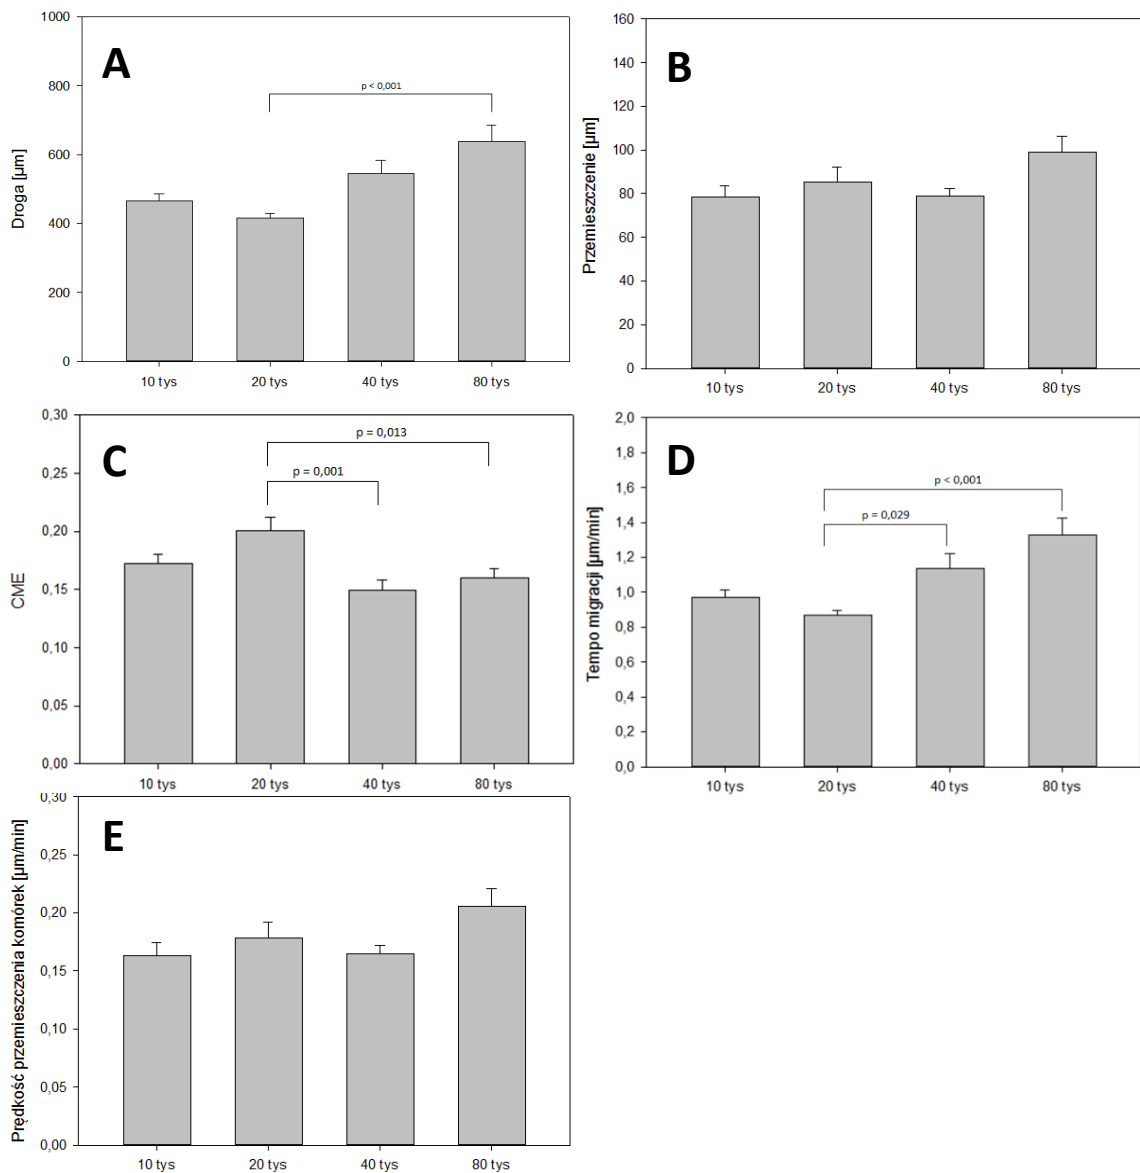 A
Droga [µm]
1000
800
600
400
200
0
p < 0,001
10 tys
20 tys
40 tys
80 tys
B
Przemieszczenie [µm]
160
140
120
100
80
60
40
20
0
10 tys
20 tys
40 tys
80 tys
C
CME
0,30
0,25
0,20
0,15
0,10
0,05
0,00
p = 0,013
p = 0,001
10 tys
20 tys
40 tys
80 tys
D
Tempo migracji [µm/min]
2,0
1,8
1,6
1,4
1,2
1,0
0,8
0,6
0,4
0,2
0,0
p < 0,001
p = 0,029
10 tys
20 tys
40 tys
80 tys
E
Prędkość przemieszczenia komórek [µm/min]
0,30
0,25
0,20
0,15
0,10
0,05
0,00
10 tys
20 tys
40 tys
80 tys